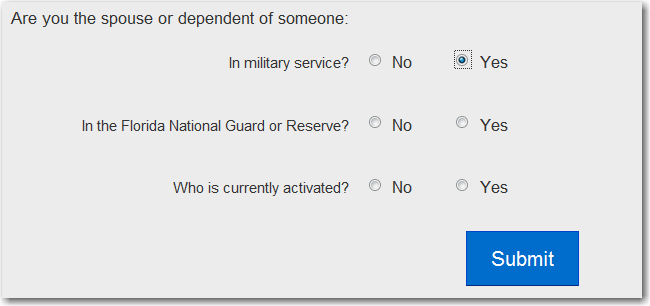 Are you the spouse or dependent of someone:
In military service? No Yes
In the Florida National Guard or Reserve? No Yes
Who is currently activated? No Yes
Submit